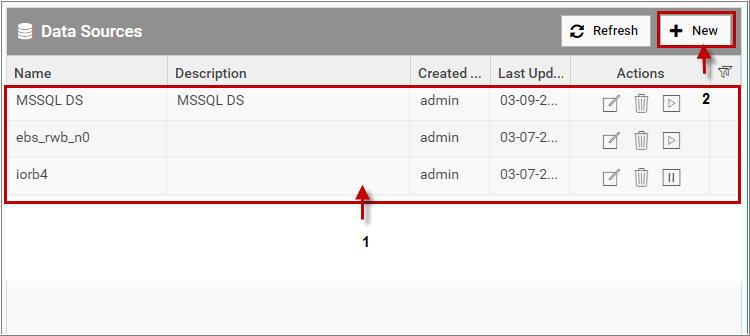 Data Sources Refresh New
Name Description Created ... Last Upd... Actions
MSSQL DS MSSQL DS admin 03-09-2...
2
ebs_rwb_n0 admin 03-07-2...
iorb4 admin 03-07-2...
1